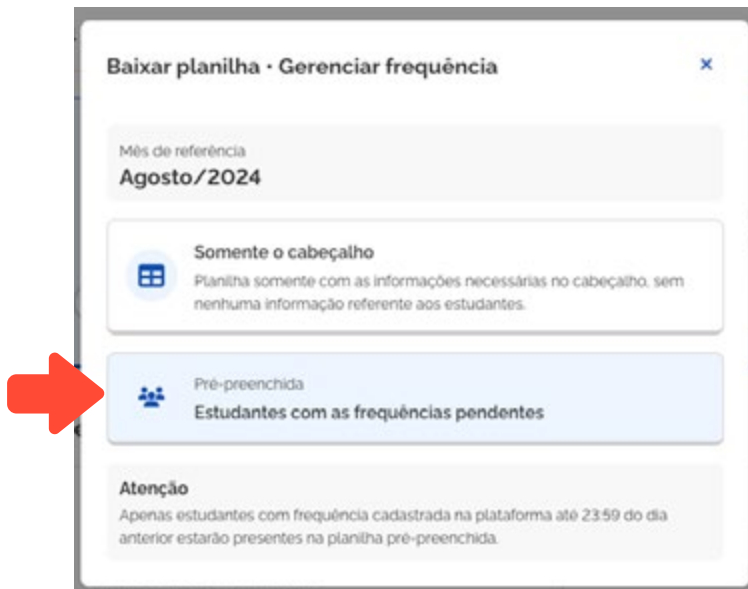 Baixar planilha • Gerenciar frequência
Mês de referência
Agosto/2024
Somente o cabeçalho
Planilha somente com as informações necessárias no cabeçalho, sem
nenhuma informação referente aos estudantes.
Pré-preenchida
Estudantes com as frequências pendentes
Atenção
Apenas estudantes com frequência cadastrada na plataforma até 23:59 do dia
anterior estarão presentes na planilha pré-preenchida.